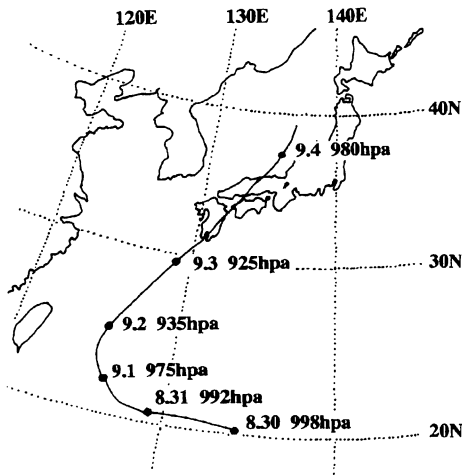 120E
130E
140E
40N
9.4 980hpa
9.3 925hpa
30N
9.2 935hpa
9.1 975hpa
8.31 992hpa
8.30 998hpa
20N